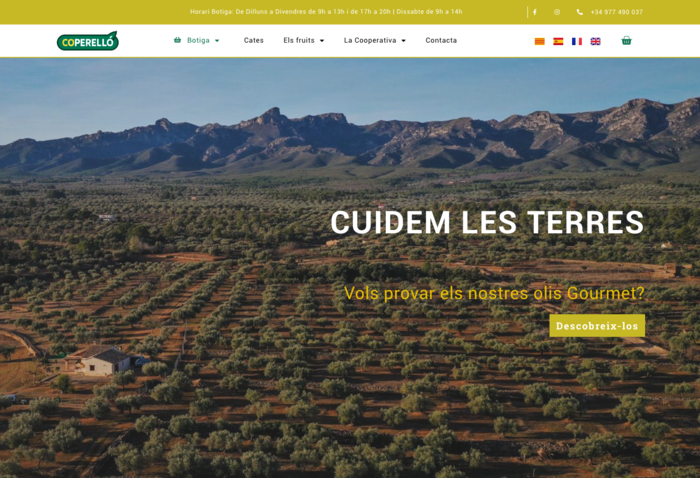 Horari Botiga: De Dilluns a Divendres de 9h a 13h i de 17h a 20h | Dissabte de 9h a 14h
+34 977 490 037
COPERELLÓ
Botiga
Cates
Els fruits
La Cooperativa
Contacta
CUIDEM LES TERRES
Vols provar els nostres olis Gourmet?
Descobreix-los